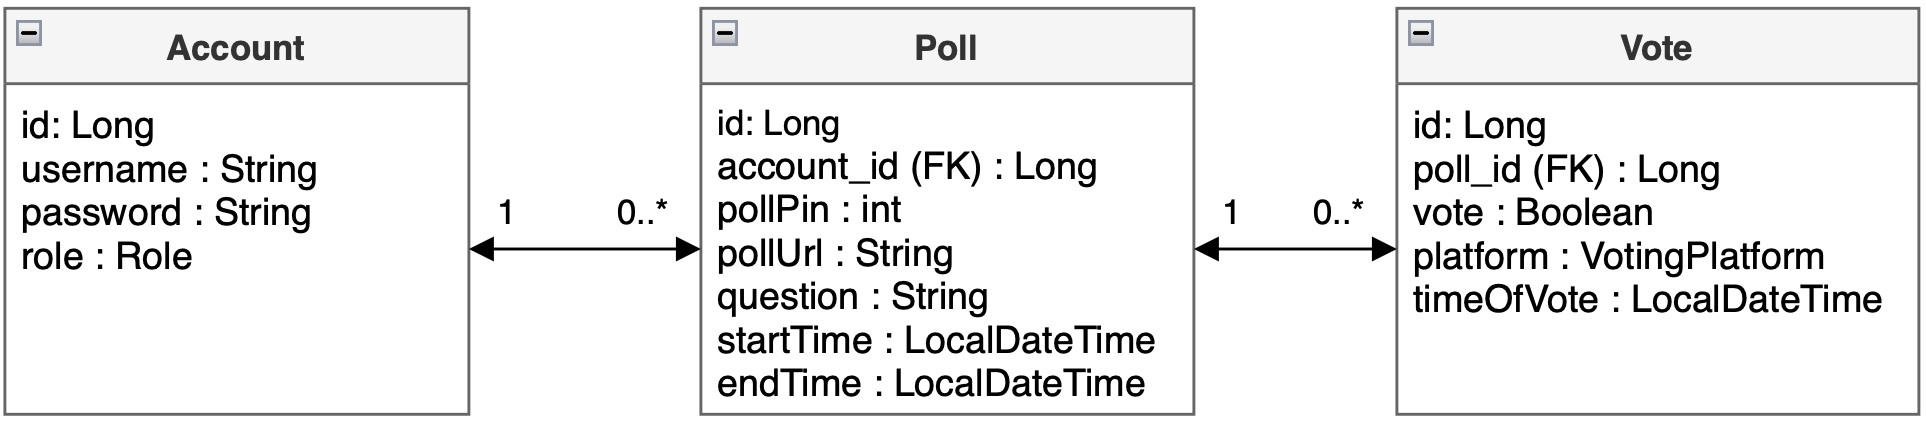 Account
id: Long
username : String
password : String
role : Role
1
0..*
Poll
id: Long
account_id (FK) : Long
pollPin : int
pollUrl : String
question : String
startTime : LocalDateTime
endTime : LocalDateTime
1
0..*
Vote
id: Long
poll_id (FK) : Long
vote : Boolean
platform : VotingPlatform
timeOfVote : LocalDateTime